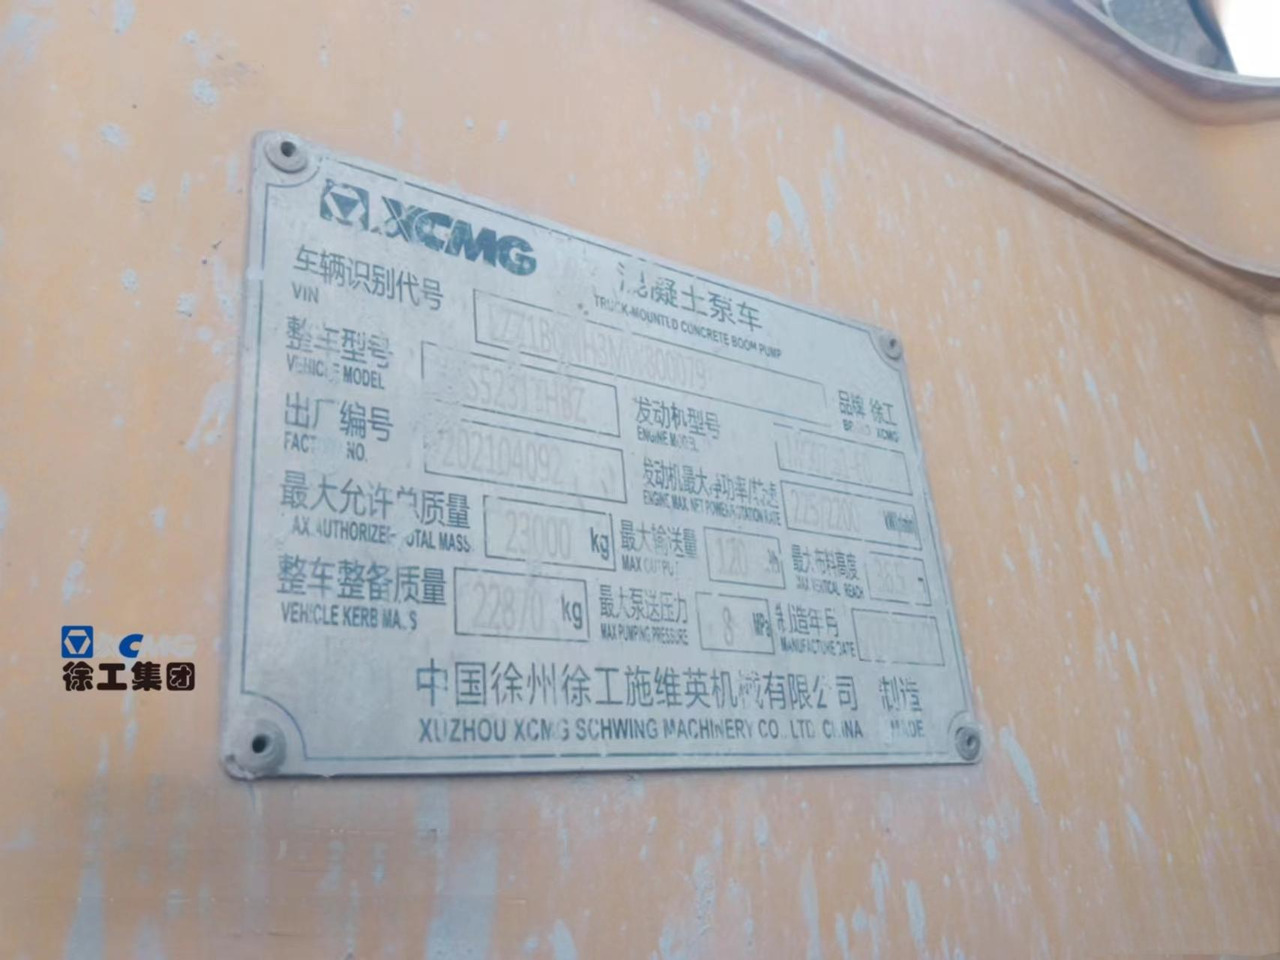 XCMG
混凝土泵车
TRUCK-MOUNTED CONCRETE BOOM PUMP
车辆识别代号
VIN
品牌 徐工
BRAND XCMG
整车型号
VEHICLE MODEL
发动机型号
ENGINE MODEL
出厂编号
FACTORY NO.
202104092
发动机最大净功率/转速
ENGINE MAX NET POWER/ROTATION RATE
225/2200 kW/r/min
最大允许总质量
MAX AUTHORIZED TOTAL MASS
23000 kg
最大输送量
MAX OUTPUT
120
最大布料高度
MAX VERTICAL REACH
整车整备质量
VEHICLE KERB MASS
22870 kg
最大泵送压力
MAX PUMPING PRESSURE
8 MPa
制造年月
MANUFACTURE DATE
中国徐州徐工施维英机械有限公司 制造
XUZHOU XCMG SCHWING MACHINERY CO., LTD CHINA MADE
XCMG
徐工集团